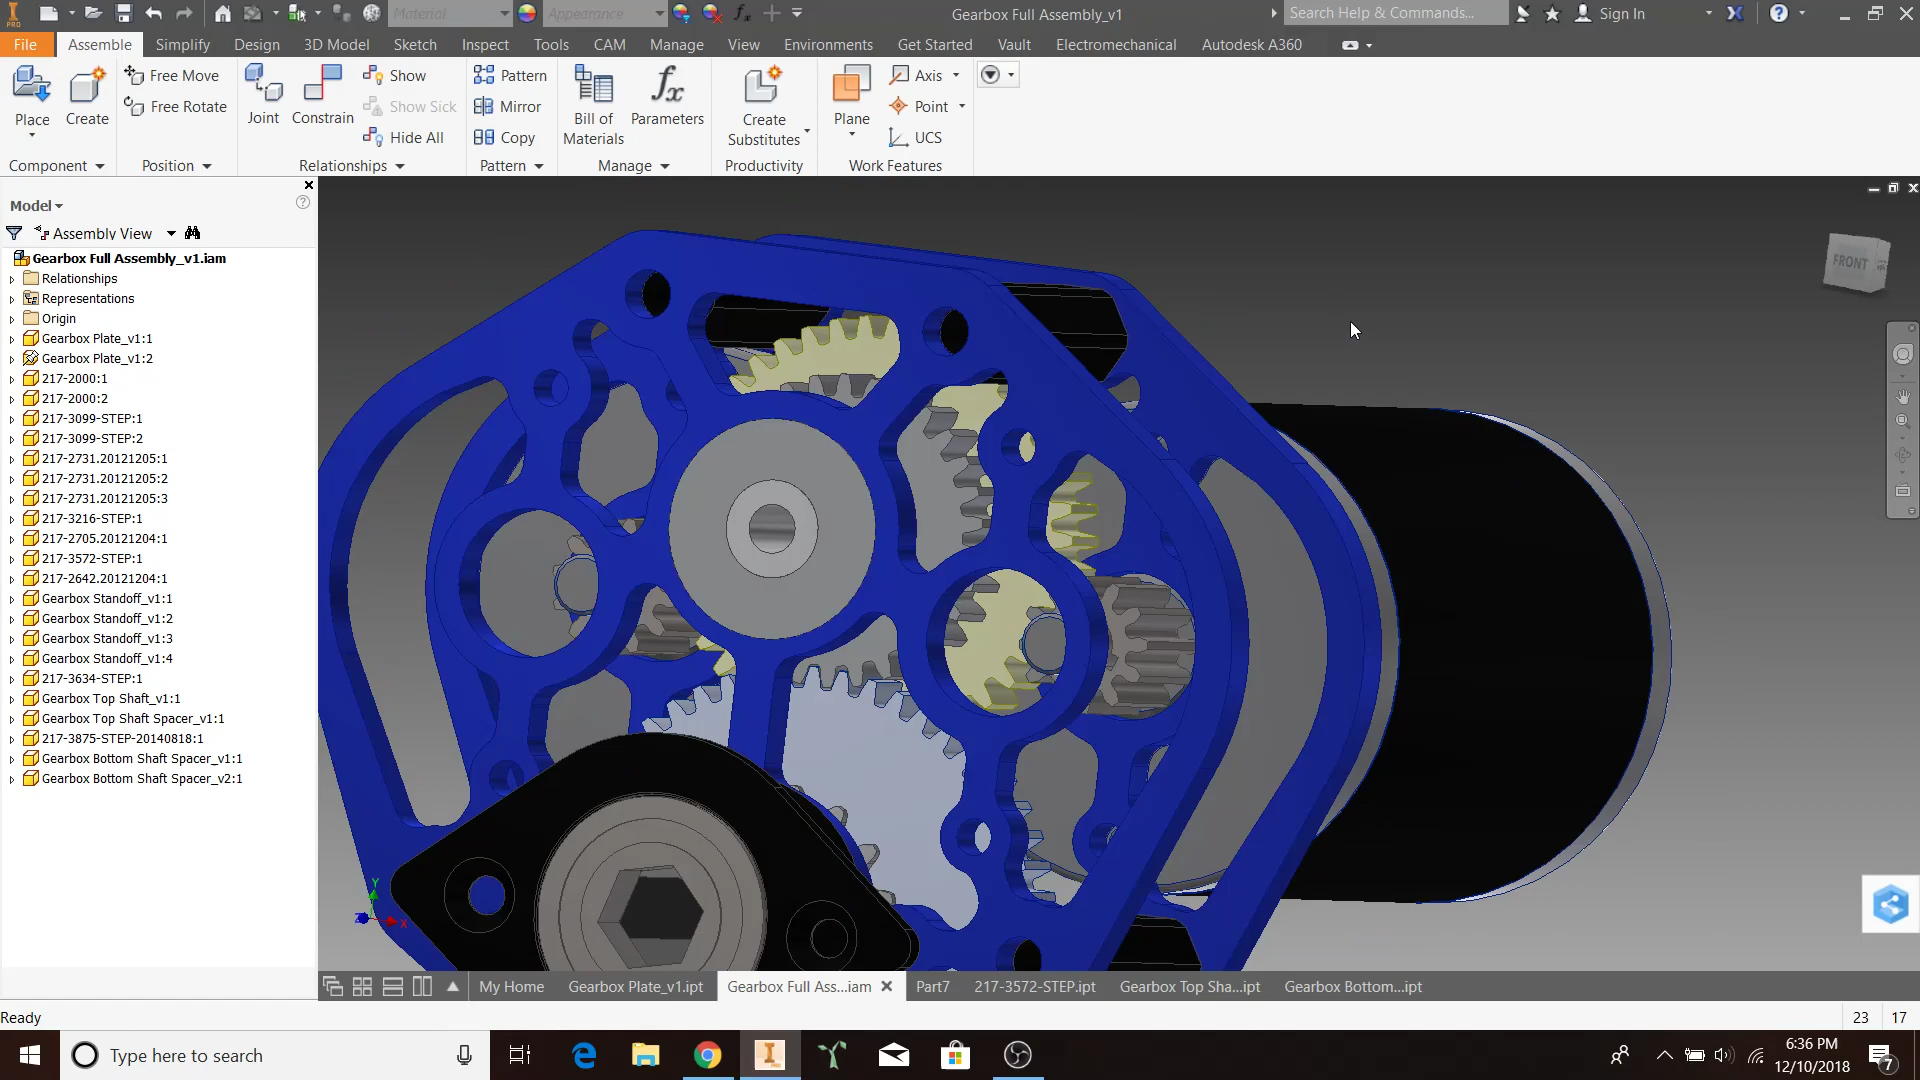 PRO
Material
Appearance
fx
Gearbox Full Assembly_v1
Search Help & Commands...
Sign In
File
Assemble
Simplify
Design
3D Model
Sketch
Inspect
Tools
CAM
Manage
View
Environments
Get Started
Vault
Electromechanical
Autodesk A360
Place
Create
Free Move
Free Rotate
Joint
Constrain
Show
Show Sick
Hide All
Pattern
Mirror
Copy
Bill of
Materials
fx
Parameters
Create
Substitutes
Plane
Axis
Point
UCS
Component
Position
Relationships
Pattern
Manage
Productivity
Work Features
Model
Assembly View
Gearbox Full Assembly_v1.iam
Relationships
Representations
Origin
Gearbox Plate_v1:1
Gearbox Plate_v1:2
217-2000:1
217-2000:2
217-3099-STEP:1
217-3099-STEP:2
217-2731.20121205:1
217-2731.20121205:2
217-2731.20121205:3
217-3216-STEP:1
217-2705.20121204:1
217-3572-STEP:1
217-2642.20121204:1
Gearbox Standoff_v1:1
Gearbox Standoff_v1:2
Gearbox Standoff_v1:3
Gearbox Standoff_v1:4
217-3634-STEP:1
Gearbox Top Shaft_v1:1
Gearbox Top Shaft Spacer_v1:1
217-3875-STEP-20140818:1
Gearbox Bottom Shaft Spacer_v1:1
Gearbox Bottom Shaft Spacer_v2:1
FRONT
Y
Z
X
My Home
Gearbox Plate_v1.ipt
Gearbox Full Ass...iam
Part7
217-3572-STEP.ipt
Gearbox Top Sha...ipt
Gearbox Bottom...ipt
Ready
23
17
Type here to search
6:36 PM
12/10/2018
7